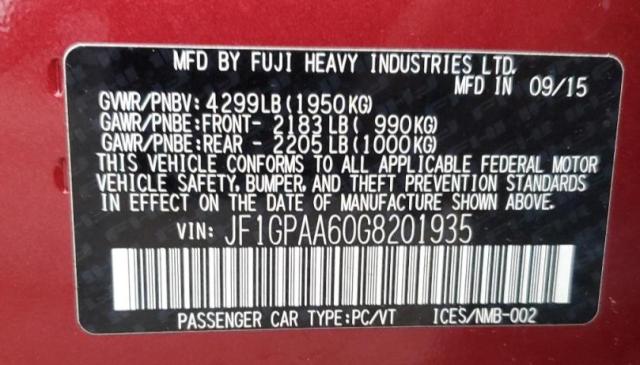 MFD BY FUJI HEAVY INDUSTRIES LTD.
MFD IN 09/15
GVWR/PNBV: 4299LB(1950KG)
GAWR/PNBE:FRONT- 2183 LB( 990KG)
GAWR/PNBE:REAR - 2205 LB(1000KG)
THIS VEHICLE CONFORMS TO ALL APPLICABLE FEDERAL MOTOR
VEHICLE SAFETY, BUMPER, AND THEFT PREVENTION STANDARDS
IN EFFECT ON THE DATE OF MANUFACTURE SHOWN ABOVE.
VIN: JF1GPAA60G8201935
PASSENGER CAR TYPE:PC/VT ICES/NMB-002